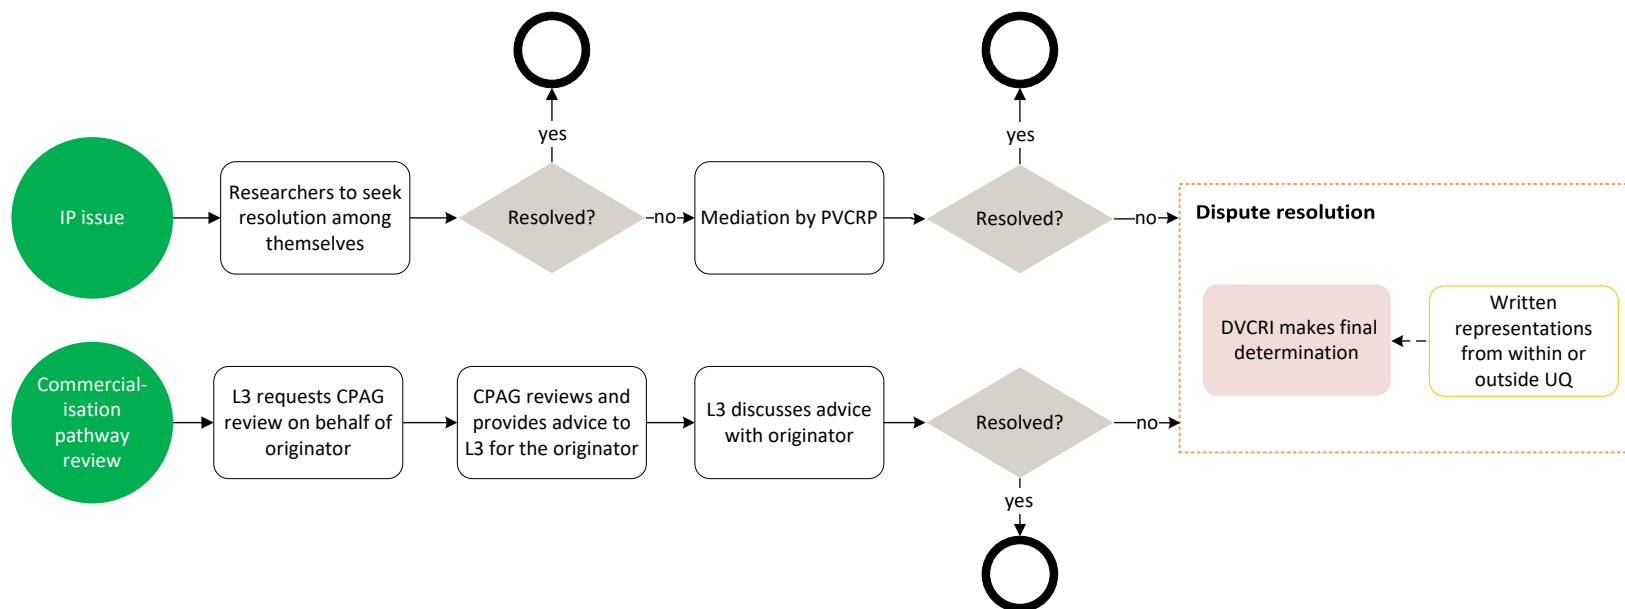 yes
yes
IP issue
Researchers to seek
resolution among
themselves
Resolved?
no
Mediation by PVCRP
Resolved?
no
Dispute resolution
DVCRI makes final
determination
Written
representations
from within or
outside UQ
Commercial-
isation
pathway
review
L3 requests CPAG
review on behalf of
originator
CPAG reviews and
provides advice to
L3 for the originator
L3 discusses advice
with originator
Resolved?
no
yes